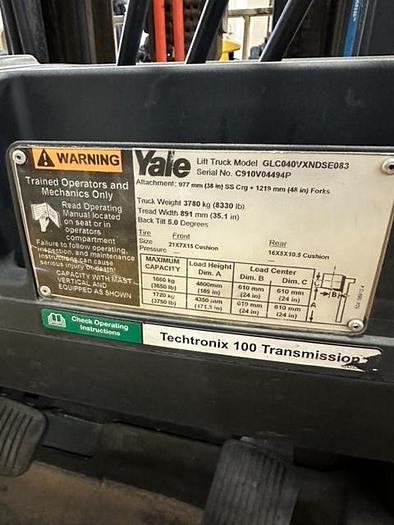 WARNING
Trained Operators and
Mechanics Only
Read Operating
Manual located
on seat or in
operators
compartment
Failure to follow operating,
inspection, and maintenance
instructions can cause
serious injury or death!
CAPACITY WITH MAST
VERTICAL AND
EQUIPPED AS SHOWN
Yale
Lift Truck Model GLC040VXNDSE083
Serial No. C910V04494P
Attachment: 977 mm (38 in) SS Crg + 1219 mm (48 in) Forks
Truck Weight 3780 kg (8330 lb)
Tread Width 891 mm (35.1 in)
Back Tilt 5.0 Degrees
Tire Front Rear
Size 21X7X15 Cushion 16X5X10.5 Cushion
Pressure
MAXIMUM CAPACITY Load Height Dim. A Load Center Dim. B Dim. C
1660 kg (3650 lb) 4800mm (189 in) 610 mm (24 in) 610 mm (24 in)
1720 kg (3750 lb) 4350 mm 610 mm (24 in) 610 mm (24 in)
C
B
A
Check Operating
Instructions
Techtronix 100 Transmission